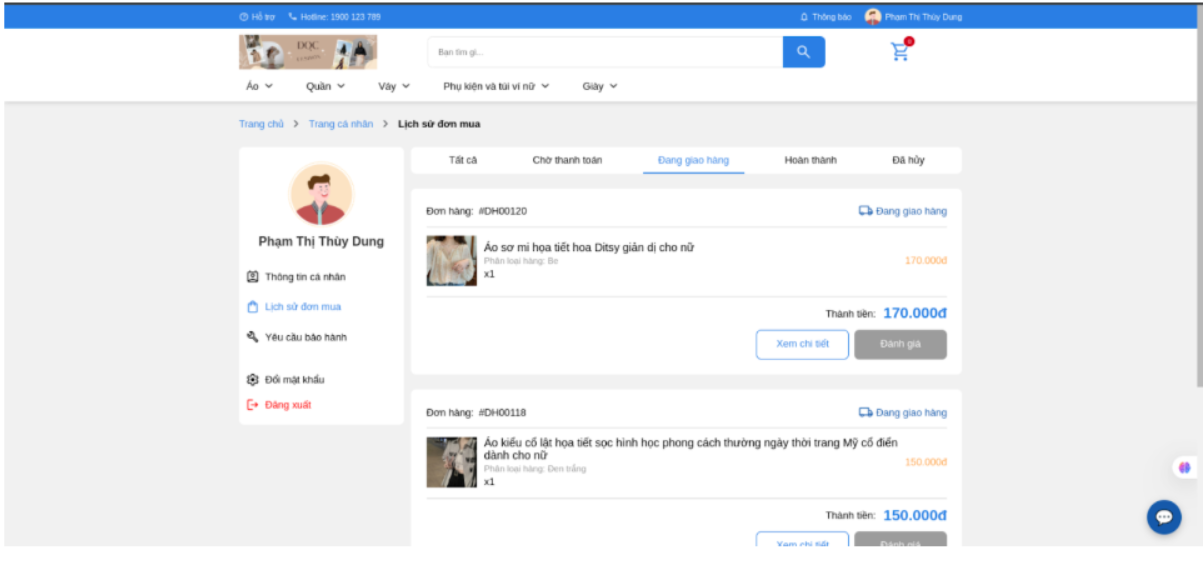 Hỗ trợ Hotline: 1900 123 789 Thông báo Phạm Thị Thùy Dung
DQC
Bạn tìm gì... 0
Áo Quần Váy Phụ kiện và túi ví nữ Giày
Trang chủ > Trang cá nhân > Lịch sử đơn mua
Tất cả Chờ thanh toán Đang giao hàng Hoàn thành Đã hủy
Phạm Thị Thùy Dung
Thông tin cá nhân
Lịch sử đơn mua
Yêu cầu bảo hành
Đổi mật khẩu
Đăng xuất
Đơn hàng: #DH00120 Đang giao hàng
Áo sơ mi họa tiết hoa Ditsy giản dị cho nữ
Phân loại hàng: Be
170.000đ
x1
Thành tiền: 170.000đ
Xem chi tiết Đánh giá
Đơn hàng: #DH00118 Đang giao hàng
Áo kiểu cổ lật họa tiết sọc hình học phong cách thường ngày thời trang Mỹ cổ điển
dành cho nữ
150.000đ
Phân loại hàng: Đen trắng
x1
Thành tiền: 150.000đ
Xem chi tiết Đánh giá